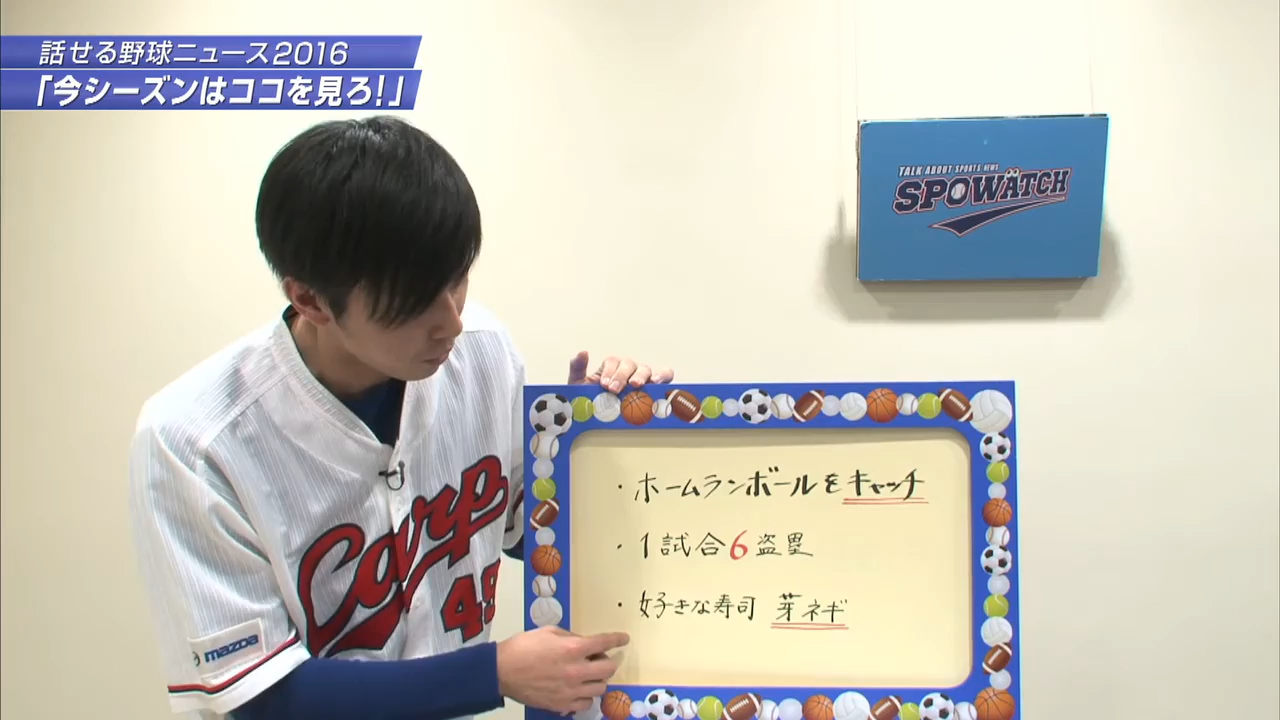 話せる野球ニュース2016
「今シーズンはココを見ろ!」
TALK ABOUT SPORTS NEWS
SPOWÄTCH
Carp
49
mazda
・ホームランボールをキャッチ
・1試合6盗塁
・好きな寿司 芽ネギ